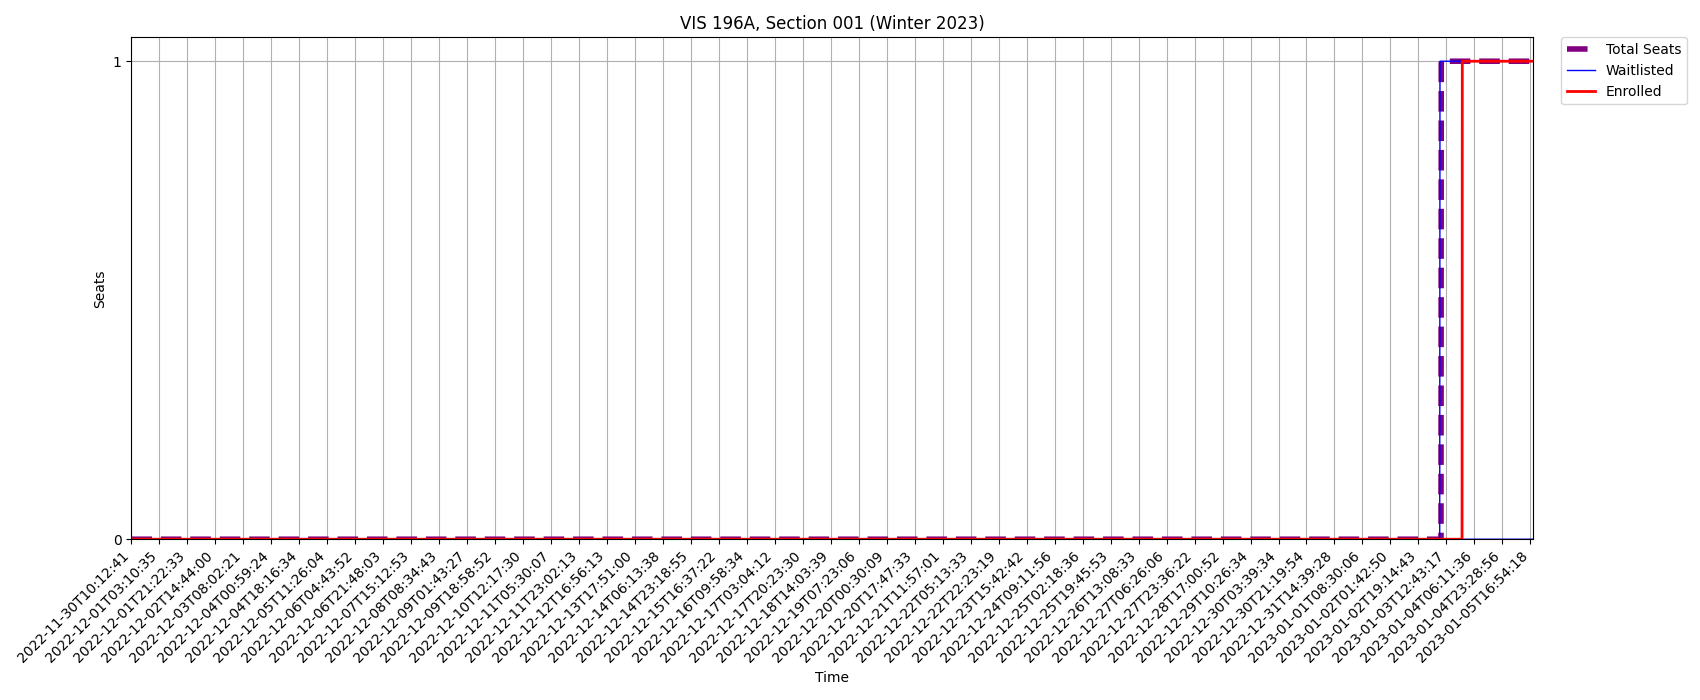 VIS 196A, Section 001 (Winter 2023)
Total Seats
Waitlisted
Enrolled
1
0
Seats
2022-11-30T10:12:41
2022-12-01T03:10:35
2022-12-01T21:22:33
2022-12-02T14:44:00
2022-12-03T08:02:21
2022-12-04T00:59:24
2022-12-04T18:16:34
2022-12-05T11:26:04
2022-12-06T04:43:52
2022-12-06T21:48:03
2022-12-07T15:12:53
2022-12-08T08:34:43
2022-12-09T01:43:27
2022-12-09T18:58:52
2022-12-10T12:17:30
2022-12-11T05:30:07
2022-12-11T23:02:13
2022-12-12T16:56:13
2022-12-13T17:51:00
2022-12-14T06:13:38
2022-12-14T23:18:55
2022-12-15T16:37:22
2022-12-16T09:58:34
2022-12-17T03:04:12
2022-12-17T20:23:30
2022-12-18T14:03:39
2022-12-19T07:23:06
2022-12-20T00:30:09
2022-12-20T17:47:33
2022-12-21T11:57:01
2022-12-22T05:13:33
2022-12-22T22:23:19
2022-12-23T15:42:42
2022-12-24T09:11:56
2022-12-25T02:18:36
2022-12-25T19:45:53
2022-12-26T13:08:33
2022-12-27T06:26:06
2022-12-27T23:36:22
2022-12-28T17:00:52
2022-12-29T10:26:34
2022-12-30T03:39:34
2022-12-30T21:19:54
2022-12-31T14:39:28
2023-01-01T08:30:06
2023-01-02T01:42:50
2023-01-02T19:14:43
2023-01-03T12:43:17
2023-01-04T06:11:36
2023-01-04T23:28:56
2023-01-05T16:54:18
Time